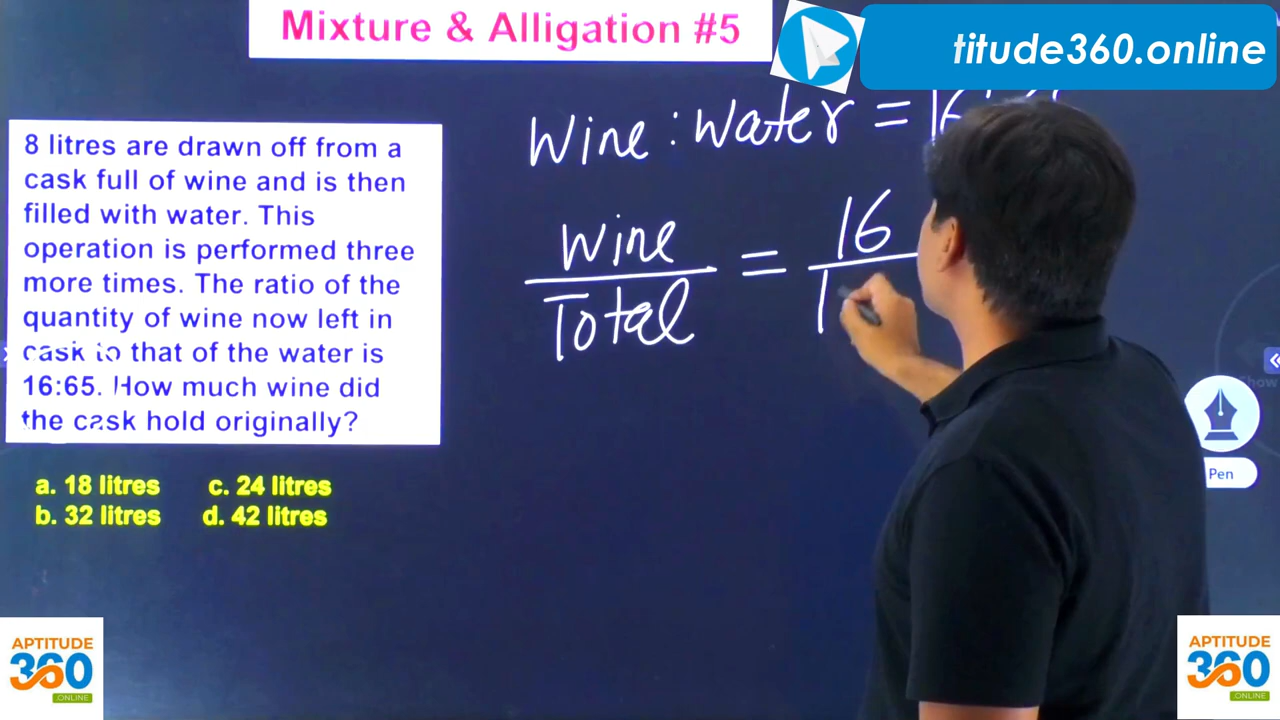 Mixture & Alligation #5
titude360.online
Wine : Water = 16
8 litres are drawn off from a
cask full of wine and is then
filled with water. This
operation is performed three
more times. The ratio of the
quantity of wine now left in
cask to that of the water is
16:65. How much wine did
the cask hold originally?
Wine
Total
=
16
1
a. 18 litres
c. 24 litres
b. 32 litres
d. 42 litres
Show
Pen
APTITUDE
360
.ONLINE
APTITUDE
360
.ONLINE